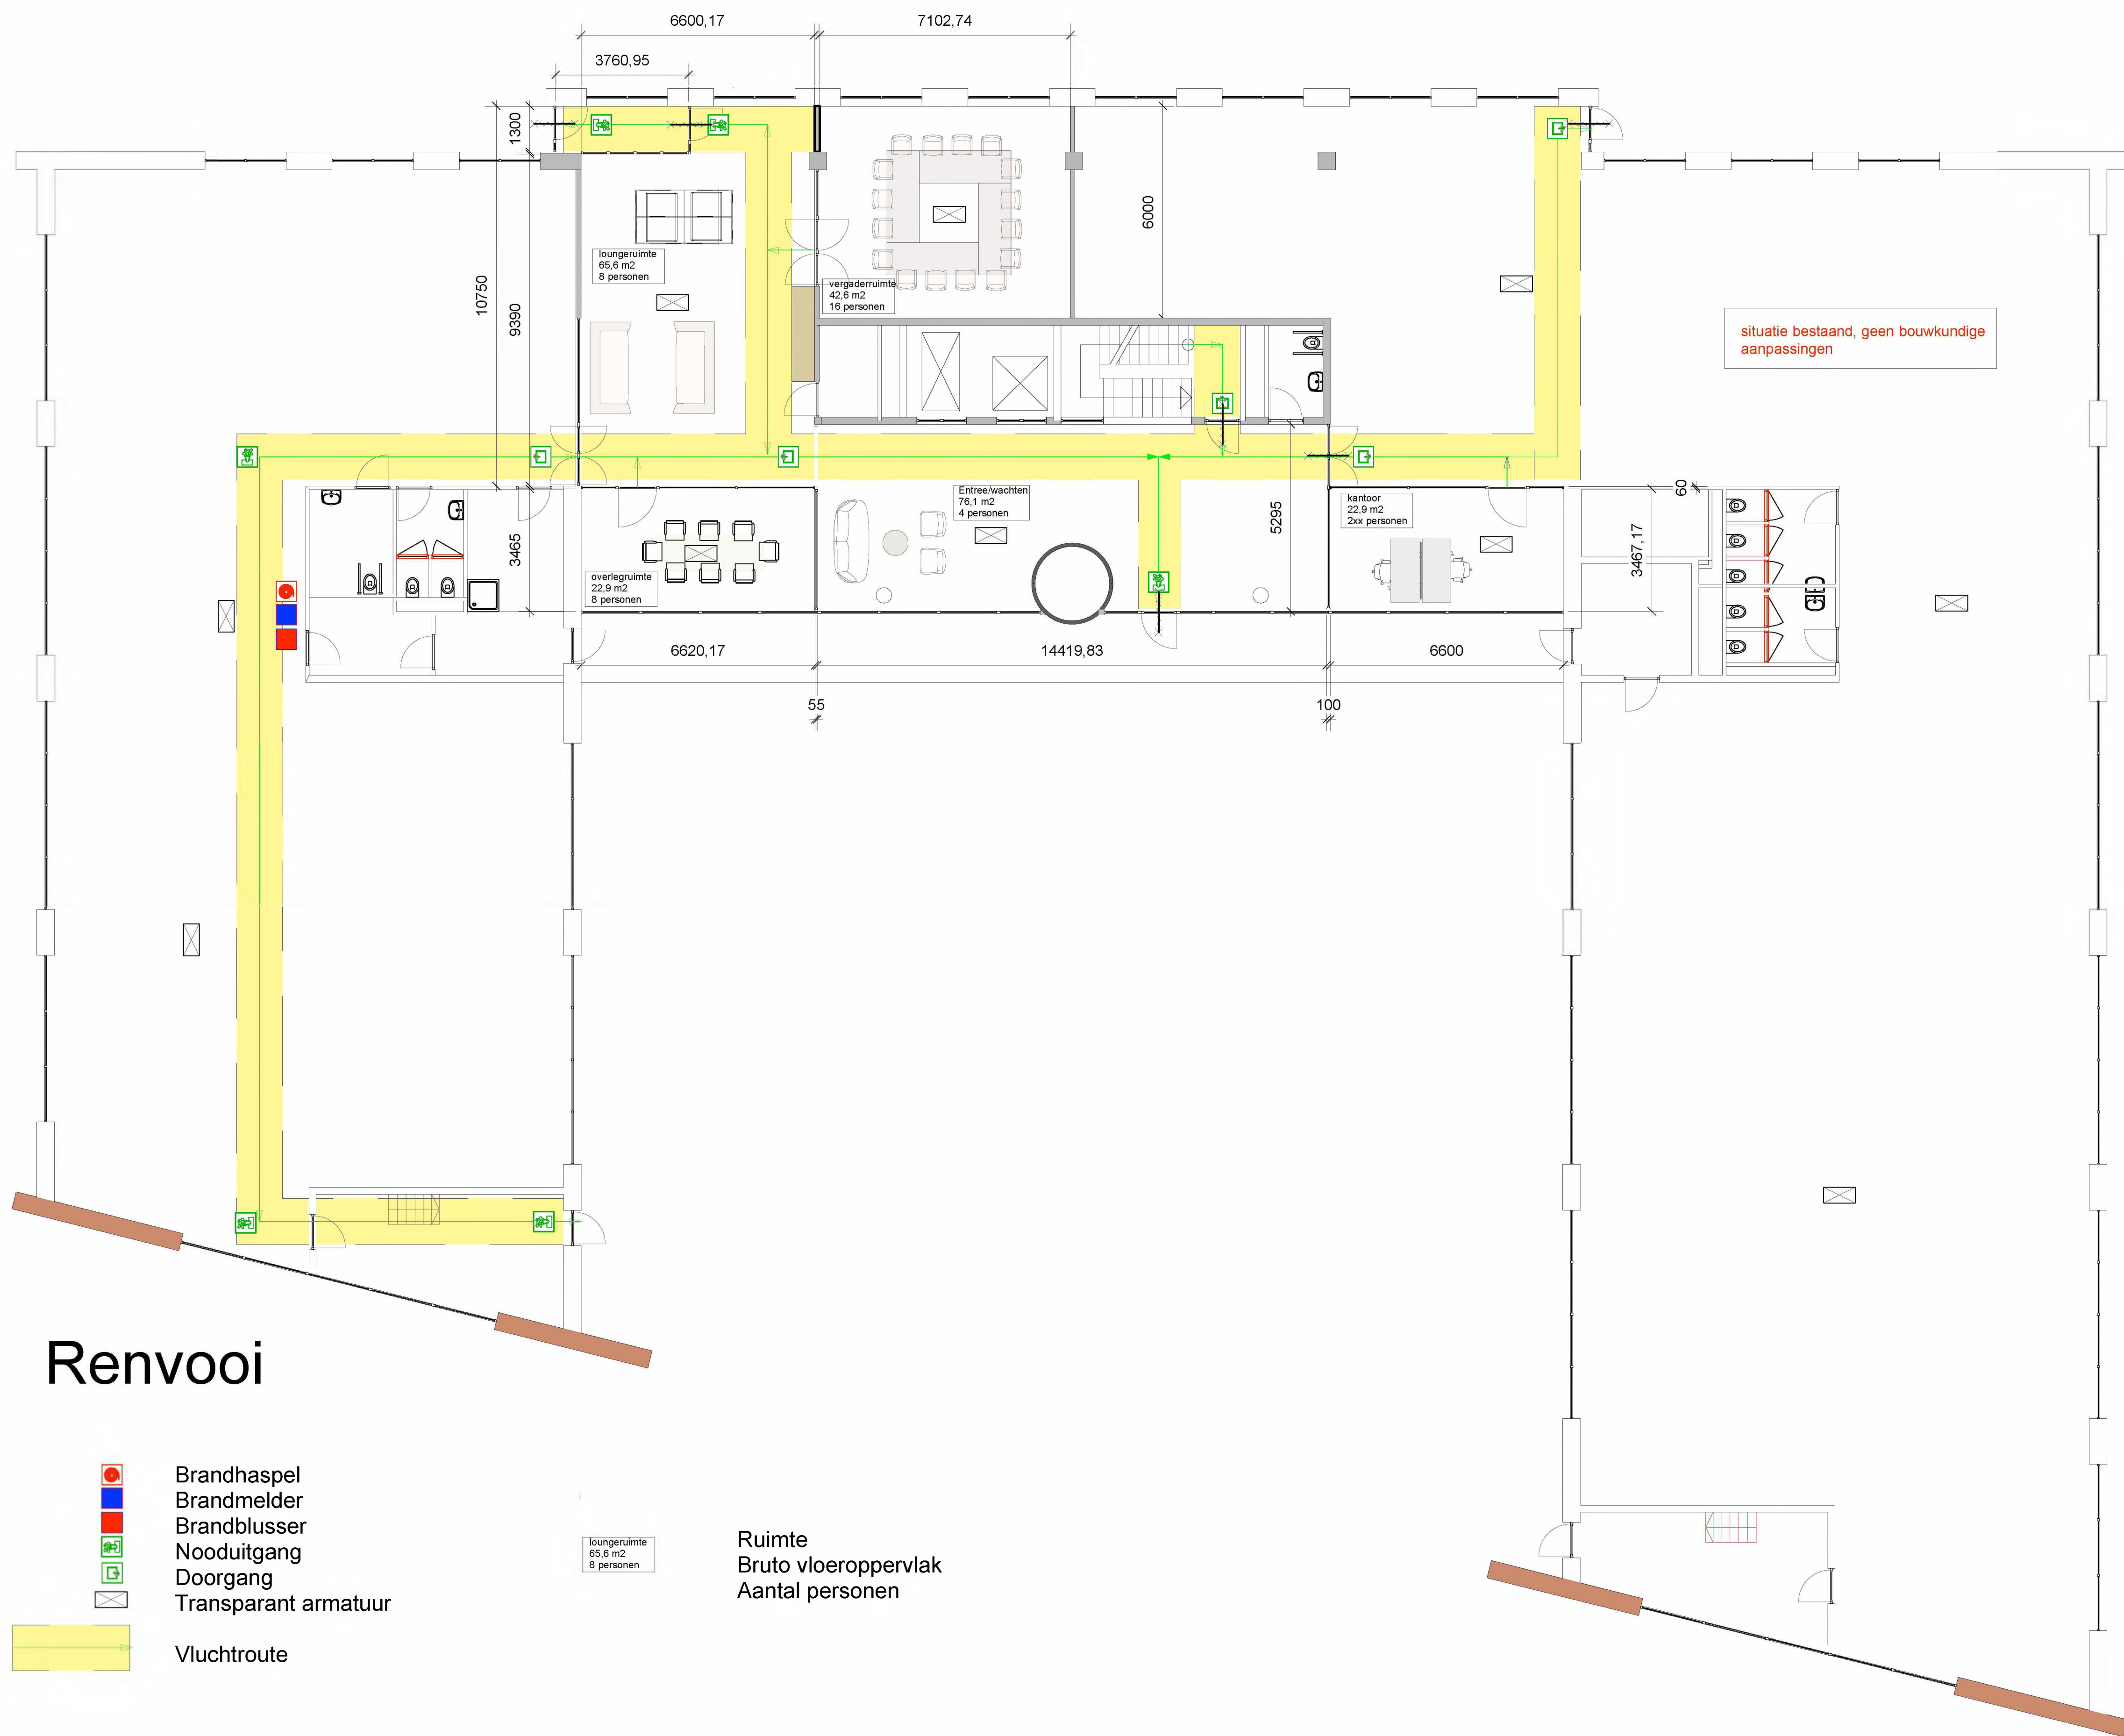 6600,17
7102,74
3760,95
1300
10750
9390
6000
loungeruimte
65,6 m2
8 personen
vergaderruimte
42,6 m2
16 personen
situatie bestaand, geen bouwkundige
aanpassingen
Entree/wachten
76,1 m2
4 personen
kantoor
22,9 m2
2xx personen
60
5295
3465
3467,17
overlegruimte
22,9 m2
8 personen
6620,17
14419,83
6600
55
100
Renvooi
Brandhaspel
Brandmelder
Brandblusser
Nooduitgang
Doorgang
Transparant armatuur
Vluchtroute
loungeruimte
65,6 m2
8 personen
Ruimte
Bruto vloeroppervlak
Aantal personen